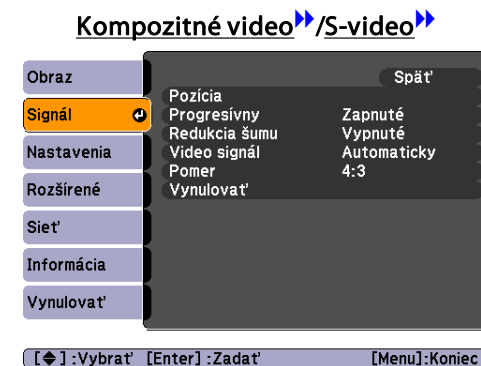 Kompozitné video/S-video
Obraz
Signál
Nastavenia
Rozšírené
Sieť
Informácia
Vynulovať
Späť
Pozícia
Progresívny Zapnuté
Redukcia šumu Vypnuté
Video signál Automaticky
Pomer 4:3
Vynulovať
[◆]:Vybrať [Enter]:Zadať [Menu]:Koniec